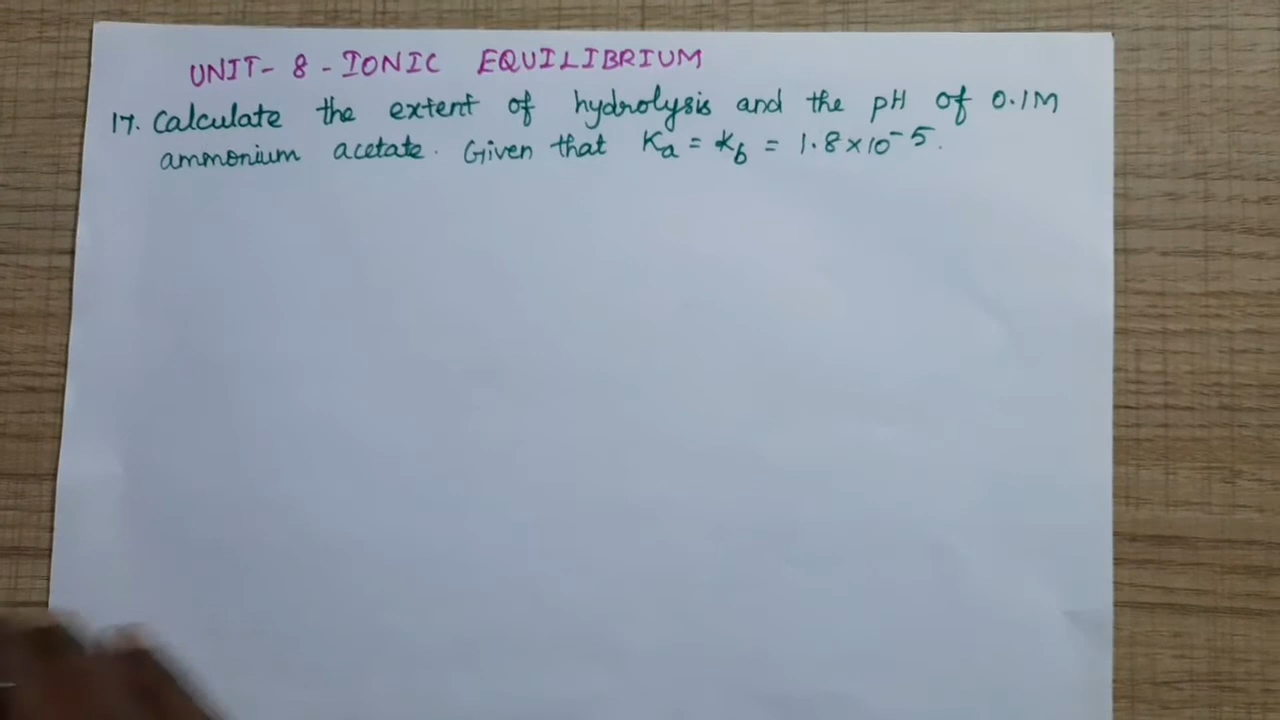 UNIT- 8 - IONIC EQUILIBRIUM
17. Calculate the extent of hydrolysis and the pH of 0.1M
ammonium acetate. Given that Ka = Kb = 1.8×10⁻⁵.